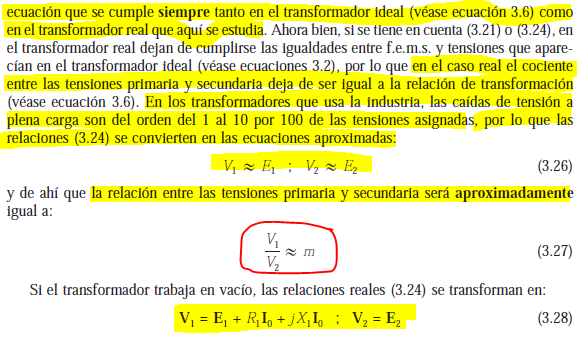 ecuación que se cumple siempre tanto en el transformador ideal (véase ecuación 3.6) como
en el transformador real que aquí se estudia. Ahora bien, si se tiene en cuenta (3.21) o (3.24), en
el transformador real dejan de cumplirse las igualdades entre f.e.m.s. y tensiones que apare-
cían en el transformador ideal (véase ecuaciones 3.2), por lo que en el caso real el cociente
entre las tensiones primaria y secundaria deja de ser igual a la relación de transformación
(véase ecuación 3.6). En los transformadores que usa la industria, las caídas de tensión a
plena carga son del orden del 1 al 10 por 100 de las tensiones asignadas, por lo que las
relaciones (3.24) se convierten en las ecuaciones aproximadas:
V₁ ≈ E₁ ; V₂ ≈ E₂ (3.26)
y de ahí que la relación entre las tensiones primaria y secundaria será aproximadamente
igual a:
V₁/V₂ ≈ m (3.27)
Si el transformador trabaja en vacío, las relaciones reales (3.24) se transforman en:
V₁ = E₁ + R₁I₀ + jX₁I₀ ; V₂ = E₂ (3.28)